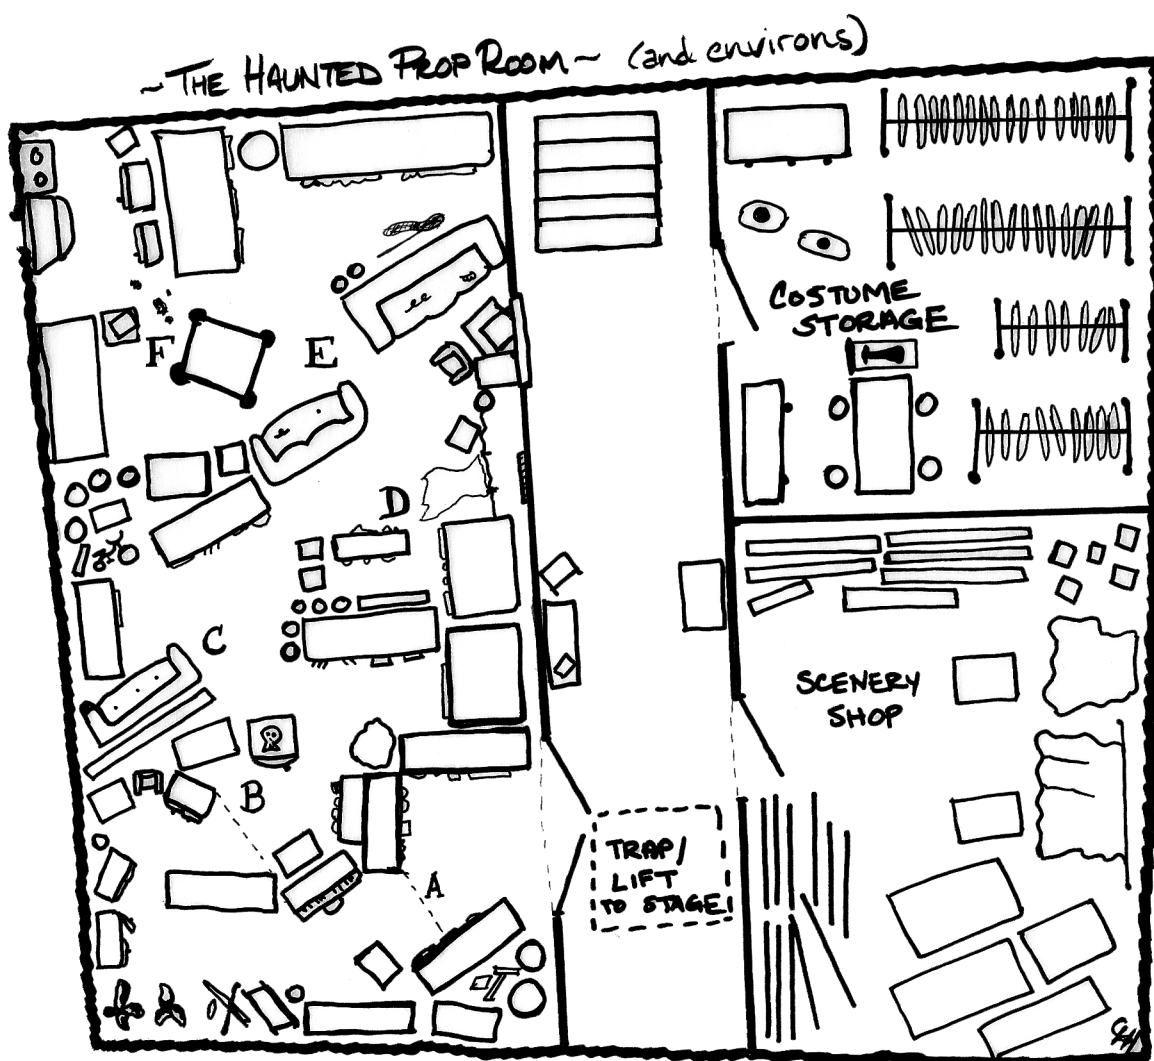 ~ THE HAUNTED PROP ROOM ~ (and environs)
COSTUME
STORAGE
E
F
D
SCENERY
SHOP
C
B
TRAP/
LIFT
TO STAGE
A